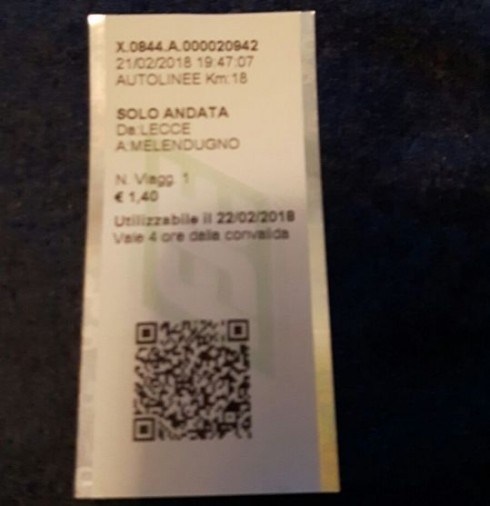 X.0844.A.000020942
21/02/2018 19:47:07
AUTOLINEE Km:18
SOLO ANDATA
Da:LECCE
A:MELENDUGNO
N. Viagg. 1
€ 1,40
Utilizzabile il 22/02/2018
Vale 4 ore dalla convalida